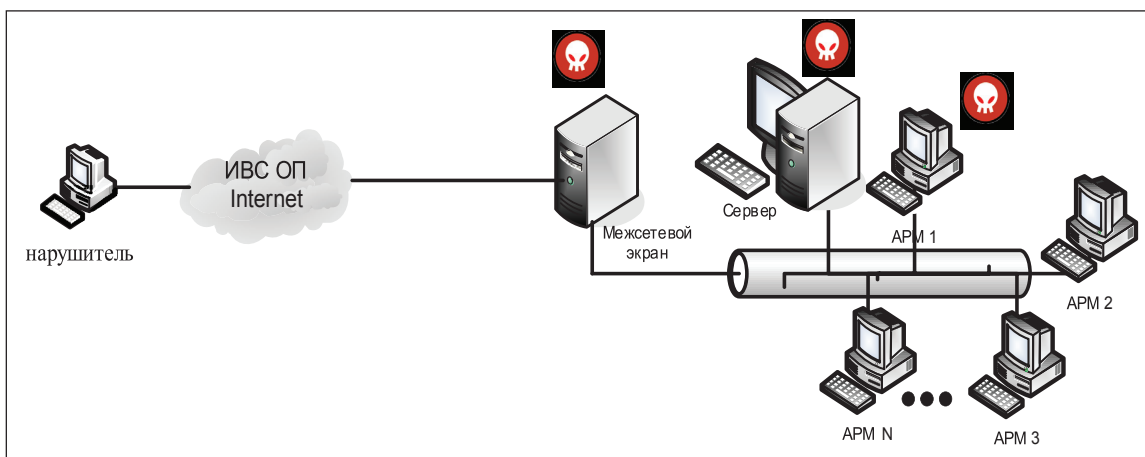 ИВС ОП
Internet
нарушитель
Межсетевой
экран
Сервер
АРМ 1
АРМ 2
АРМ N
АРМ 3